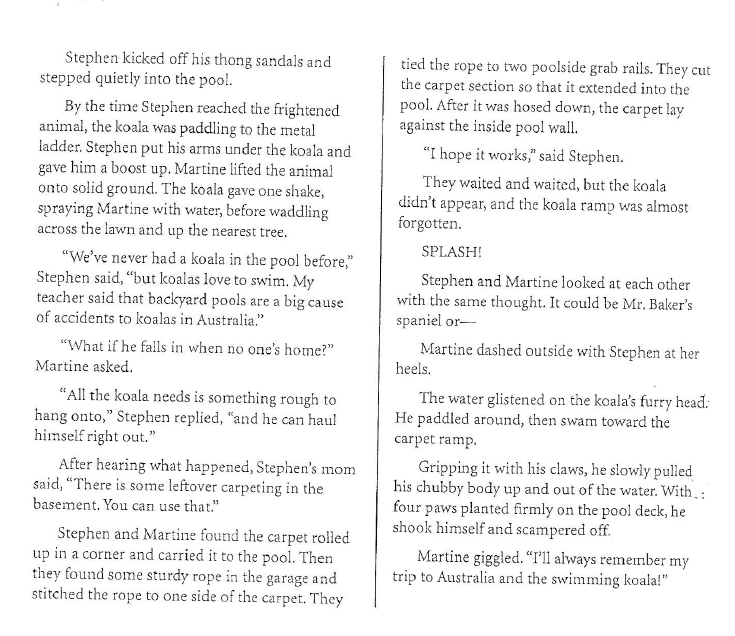 Stephen kicked off his thong sandals and
stepped quietly into the pool.
By the time Stephen reached the frightened
animal, the koala was paddling to the metal
ladder. Stephen put his arms under the koala and
gave him a boost up. Martine lifted the animal
onto solid ground. The koala gave one shake,
spraying Martine with water, before waddling
across the lawn and up the nearest tree.
“We’ve never had a koala in the pool before,”
Stephen said, “but koalas love to swim. My
teacher said that backyard pools are a big cause
of accidents to koalas in Australia.”
“What if he falls in when no one’s home?”
Martine asked.
“All the koala needs is something rough to
hang onto,” Stephen replied, “and he can haul
himself right out.”
After hearing what happened, Stephen’s mom
said, “There is some leftover carpeting in the
basement. You can use that.”
Stephen and Martine found the carpet rolled
up in a corner and carried it to the pool. Then
they found some sturdy rope in the garage and
stitched the rope to one side of the carpet. They
tied the rope to two poolside grab rails. They cut
the carpet section so that it extended into the
pool. After it was hosed down, the carpet lay
against the inside pool wall.
“I hope it works,” said Stephen.
They waited and waited, but the koala
didn’t appear, and the koala ramp was almost
forgotten.
SPLASH!
Stephen and Martine looked at each other
with the same thought. It could be Mr. Baker’s
spaniel or—
Martine dashed outside with Stephen at her
heels.
The water glistened on the koala’s furry head.
He paddled around, then swam toward the
carpet ramp.
Gripping it with his claws, he slowly pulled
his chubby body up and out of the water. With
four paws planted firmly on the pool deck, he
shook himself and scampered off.
Martine giggled. “I’ll always remember my
trip to Australia and the swimming koala!”